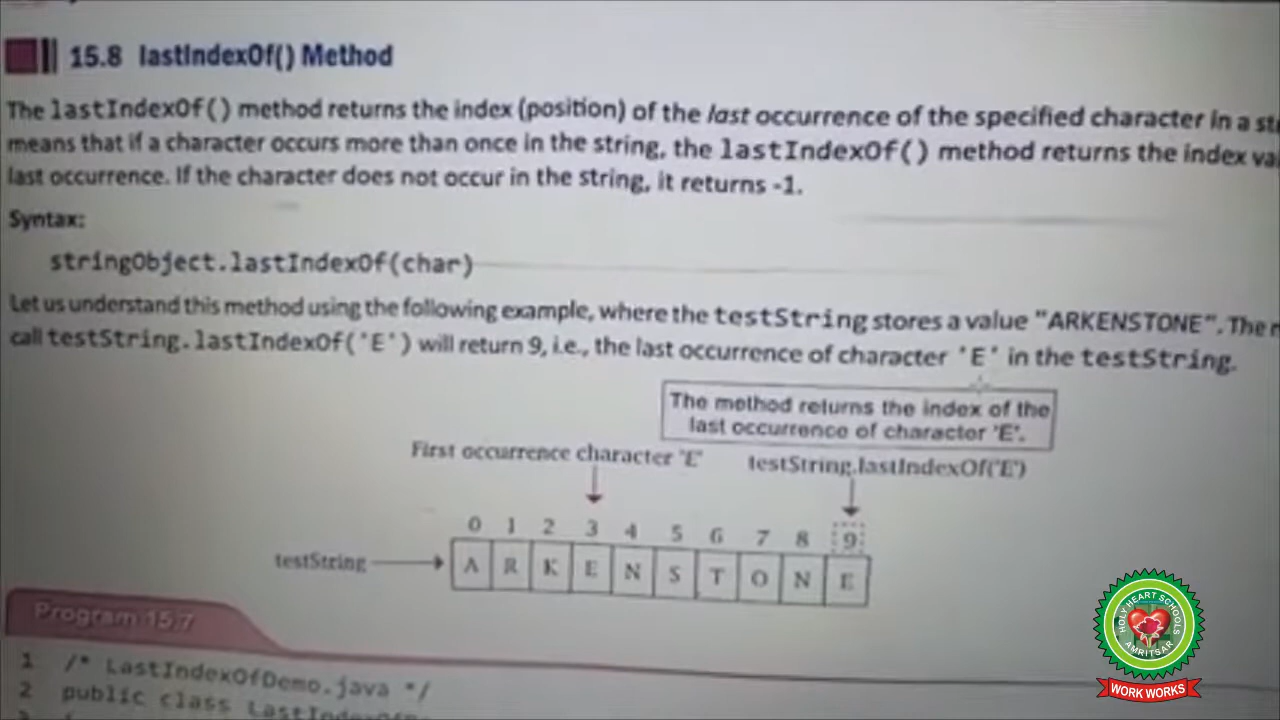 15.8 lastIndexOf() Method
The lastIndexOf() method returns the index (position) of the last occurrence of the specified character in a
means that if a character occurs more than once in the string, the lastIndexOf() method returns the index
last occurrence. If the character does not occur in the string, it returns -1.
Syntax:
stringObject.lastIndexOf(char)
Let us understand this method using the following example, where the testString stores a value "ARKENSTONE". The
call testString.lastIndexOf('E') will return 9, i.e., the last occurrence of character 'E' in the testString.
The method returns the index of the
last occurrence of character 'E'.
First occurrence character 'E'
testString.lastIndexOf('E')
0 1 2 3 4 5 6 7 8 9
testString
A R K E N S T O N E
Program 15.7
1 /* LastIndexOfDemo.java */
2 public class
HOLY HEART SCHOOLS
AMRITSAR
WORK WORKS